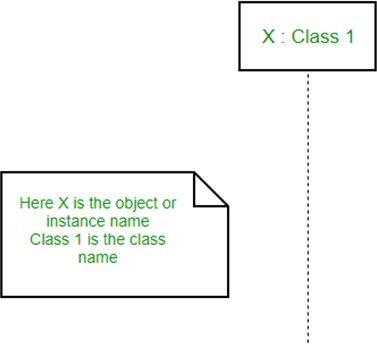 X : Class 1
Here X is the object or
instance name
Class 1 is the class
name